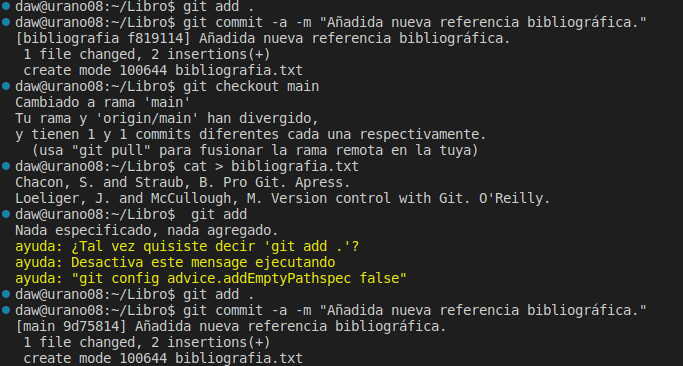 daw@urano08:~/Libro$ git add .
daw@urano08:~/Libro$ git commit -a -m "Añadida nueva referencia bibliográfica."
[bibliografia f819114] Añadida nueva referencia bibliográfica.
 1 file changed, 2 insertions(+)
 create mode 100644 bibliografia.txt
daw@urano08:~/Libro$ git checkout main
Cambiado a rama 'main'
Tu rama y 'origin/main' han divergido,
y tienen 1 y 1 commits diferentes cada una respectivamente.
  (usa "git pull" para fusionar la rama remota en la tuya)
daw@urano08:~/Libro$ cat > bibliografia.txt
Chacon, S. and Straub, B. Pro Git. Apress.
Loeliger, J. and McCullough, M. Version control with Git. O'Reilly.
daw@urano08:~/Libro$  git add
Nada especificado, nada agregado.
ayuda: ¿Tal vez quisiste decir 'git add .'?
ayuda: Desactiva este mensage ejecutando
ayuda: "git config advice.addEmptyPathspec false"
daw@urano08:~/Libro$ git add .
daw@urano08:~/Libro$ git commit -a -m "Añadida nueva referencia bibliográfica."
[main 9d75814] Añadida nueva referencia bibliográfica.
 1 file changed, 2 insertions(+)
 create mode 100644 bibliografia.txt